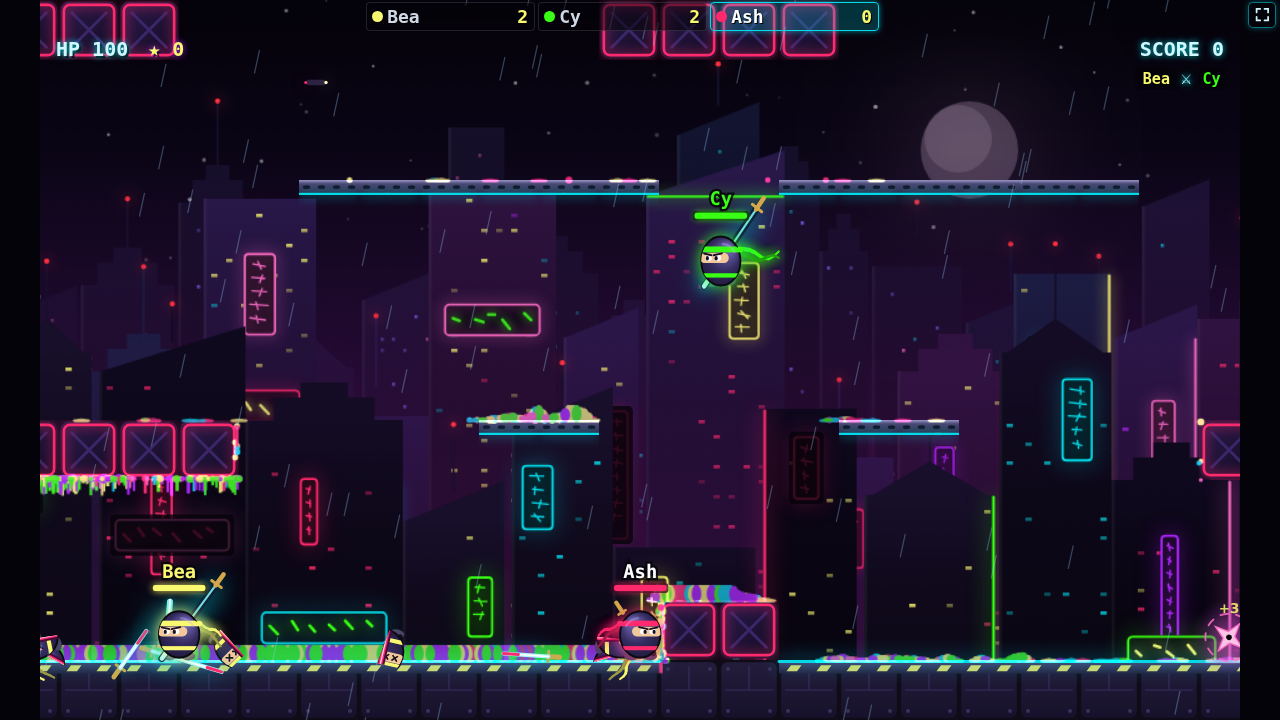 Bea 2
Cy 2
Ash 0
HP 100 ★ 0
SCORE 0
Bea ⚔ Cy
Cy
Bea
Ash
+3